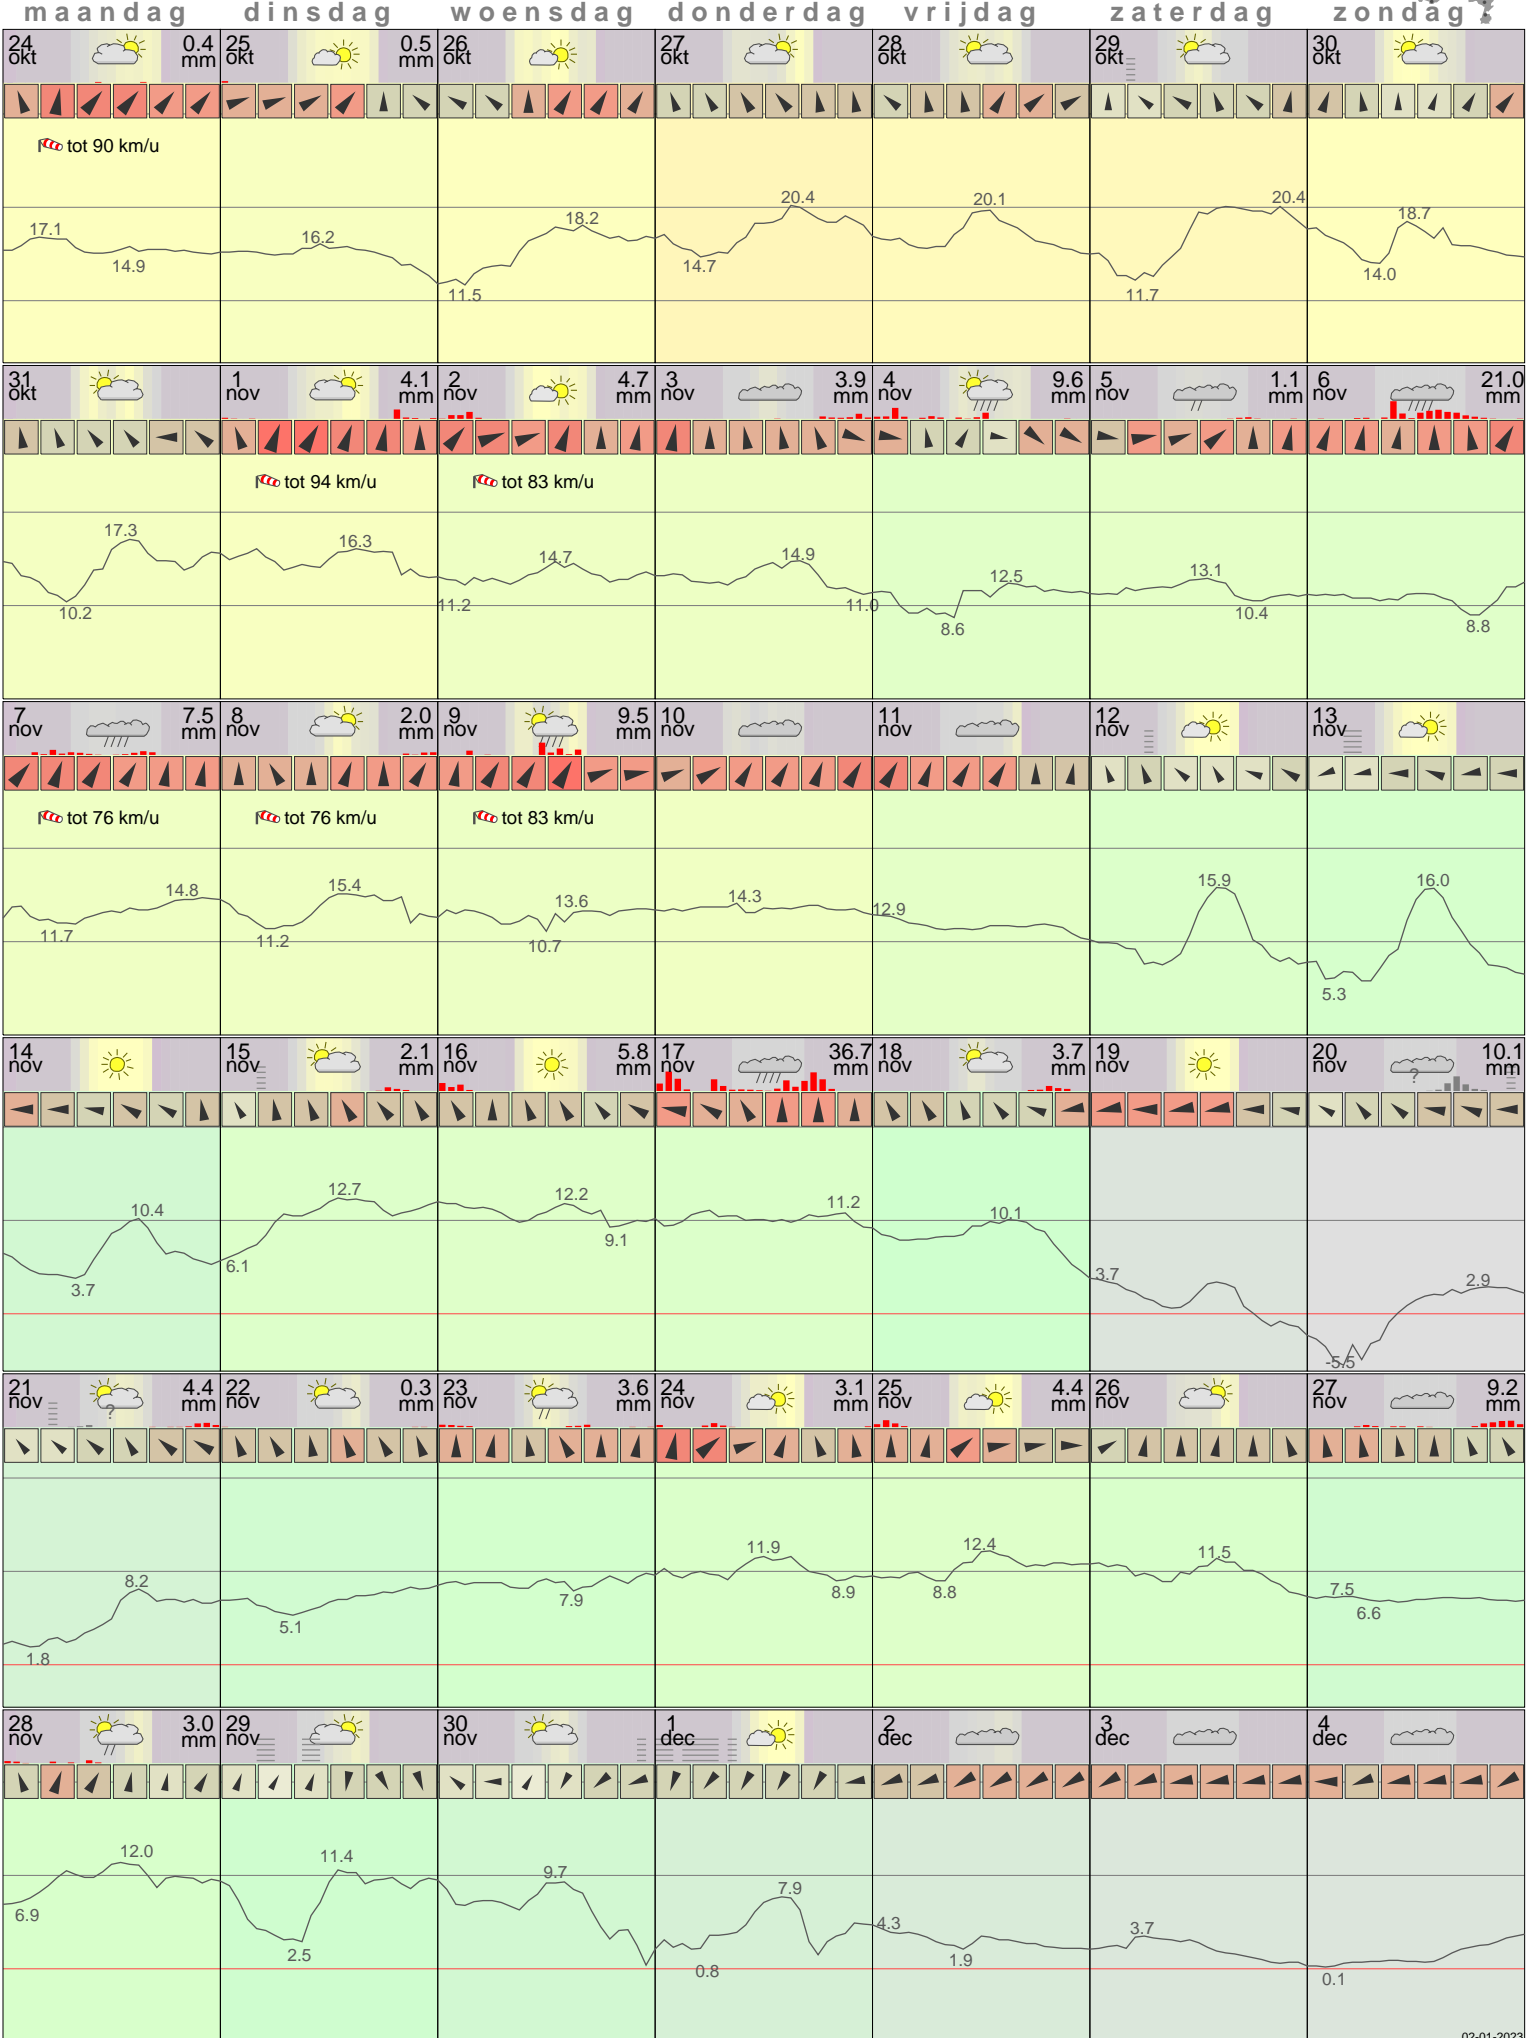 maandag dinsdag woensdag donderdag vrijdag zaterdag zondag
24 okt 0.4 mm 25 okt 0.5 mm 26 okt 27 okt 28 okt 29 okt 30 okt
tot 90 km/u
17.1 14.9 16.2 11.5 18.2 14.7 20.4 20.1 11.7 20.4 14.0 18.7
31 okt 1 nov 4.1 mm 2 nov 4.7 mm 3 nov 3.9 mm 4 nov 9.6 mm 5 nov 1.1 mm 6 nov 21.0 mm
tot 94 km/u tot 83 km/u
10.2 17.3 16.3 11.2 14.7 14.9 11.0 8.6 12.5 13.1 10.4 8.8
7 nov 7.5 mm 8 nov 2.0 mm 9 nov 9.5 mm 10 nov 11 nov 12 nov 13 nov
tot 76 km/u tot 76 km/u tot 83 km/u
11.7 14.8 11.2 15.4 10.7 13.6 14.3 12.9 15.9 5.3 16.0
14 nov 15 nov 2.1 mm 16 nov 5.8 mm 17 nov 36.7 mm 18 nov 3.7 mm 19 nov 20 nov ? 10.1 mm
3.7 10.4 6.1 12.7 12.2 9.1 11.2 10.1 3.7 -5.5 2.9
21 nov ? 4.4 mm 22 nov 0.3 mm 23 nov 3.6 mm 24 nov 3.1 mm 25 nov 4.4 mm 26 nov 27 nov 9.2 mm
1.8 8.2 5.1 7.9 11.9 8.9 8.8 12.4 11.5 7.5 6.6
28 nov 3.0 mm 29 nov 30 nov 1 dec 2 dec 3 dec 4 dec
6.9 12.0 2.5 11.4 9.7 0.8 7.9 4.3 1.9 3.7 0.1
02-01-2023